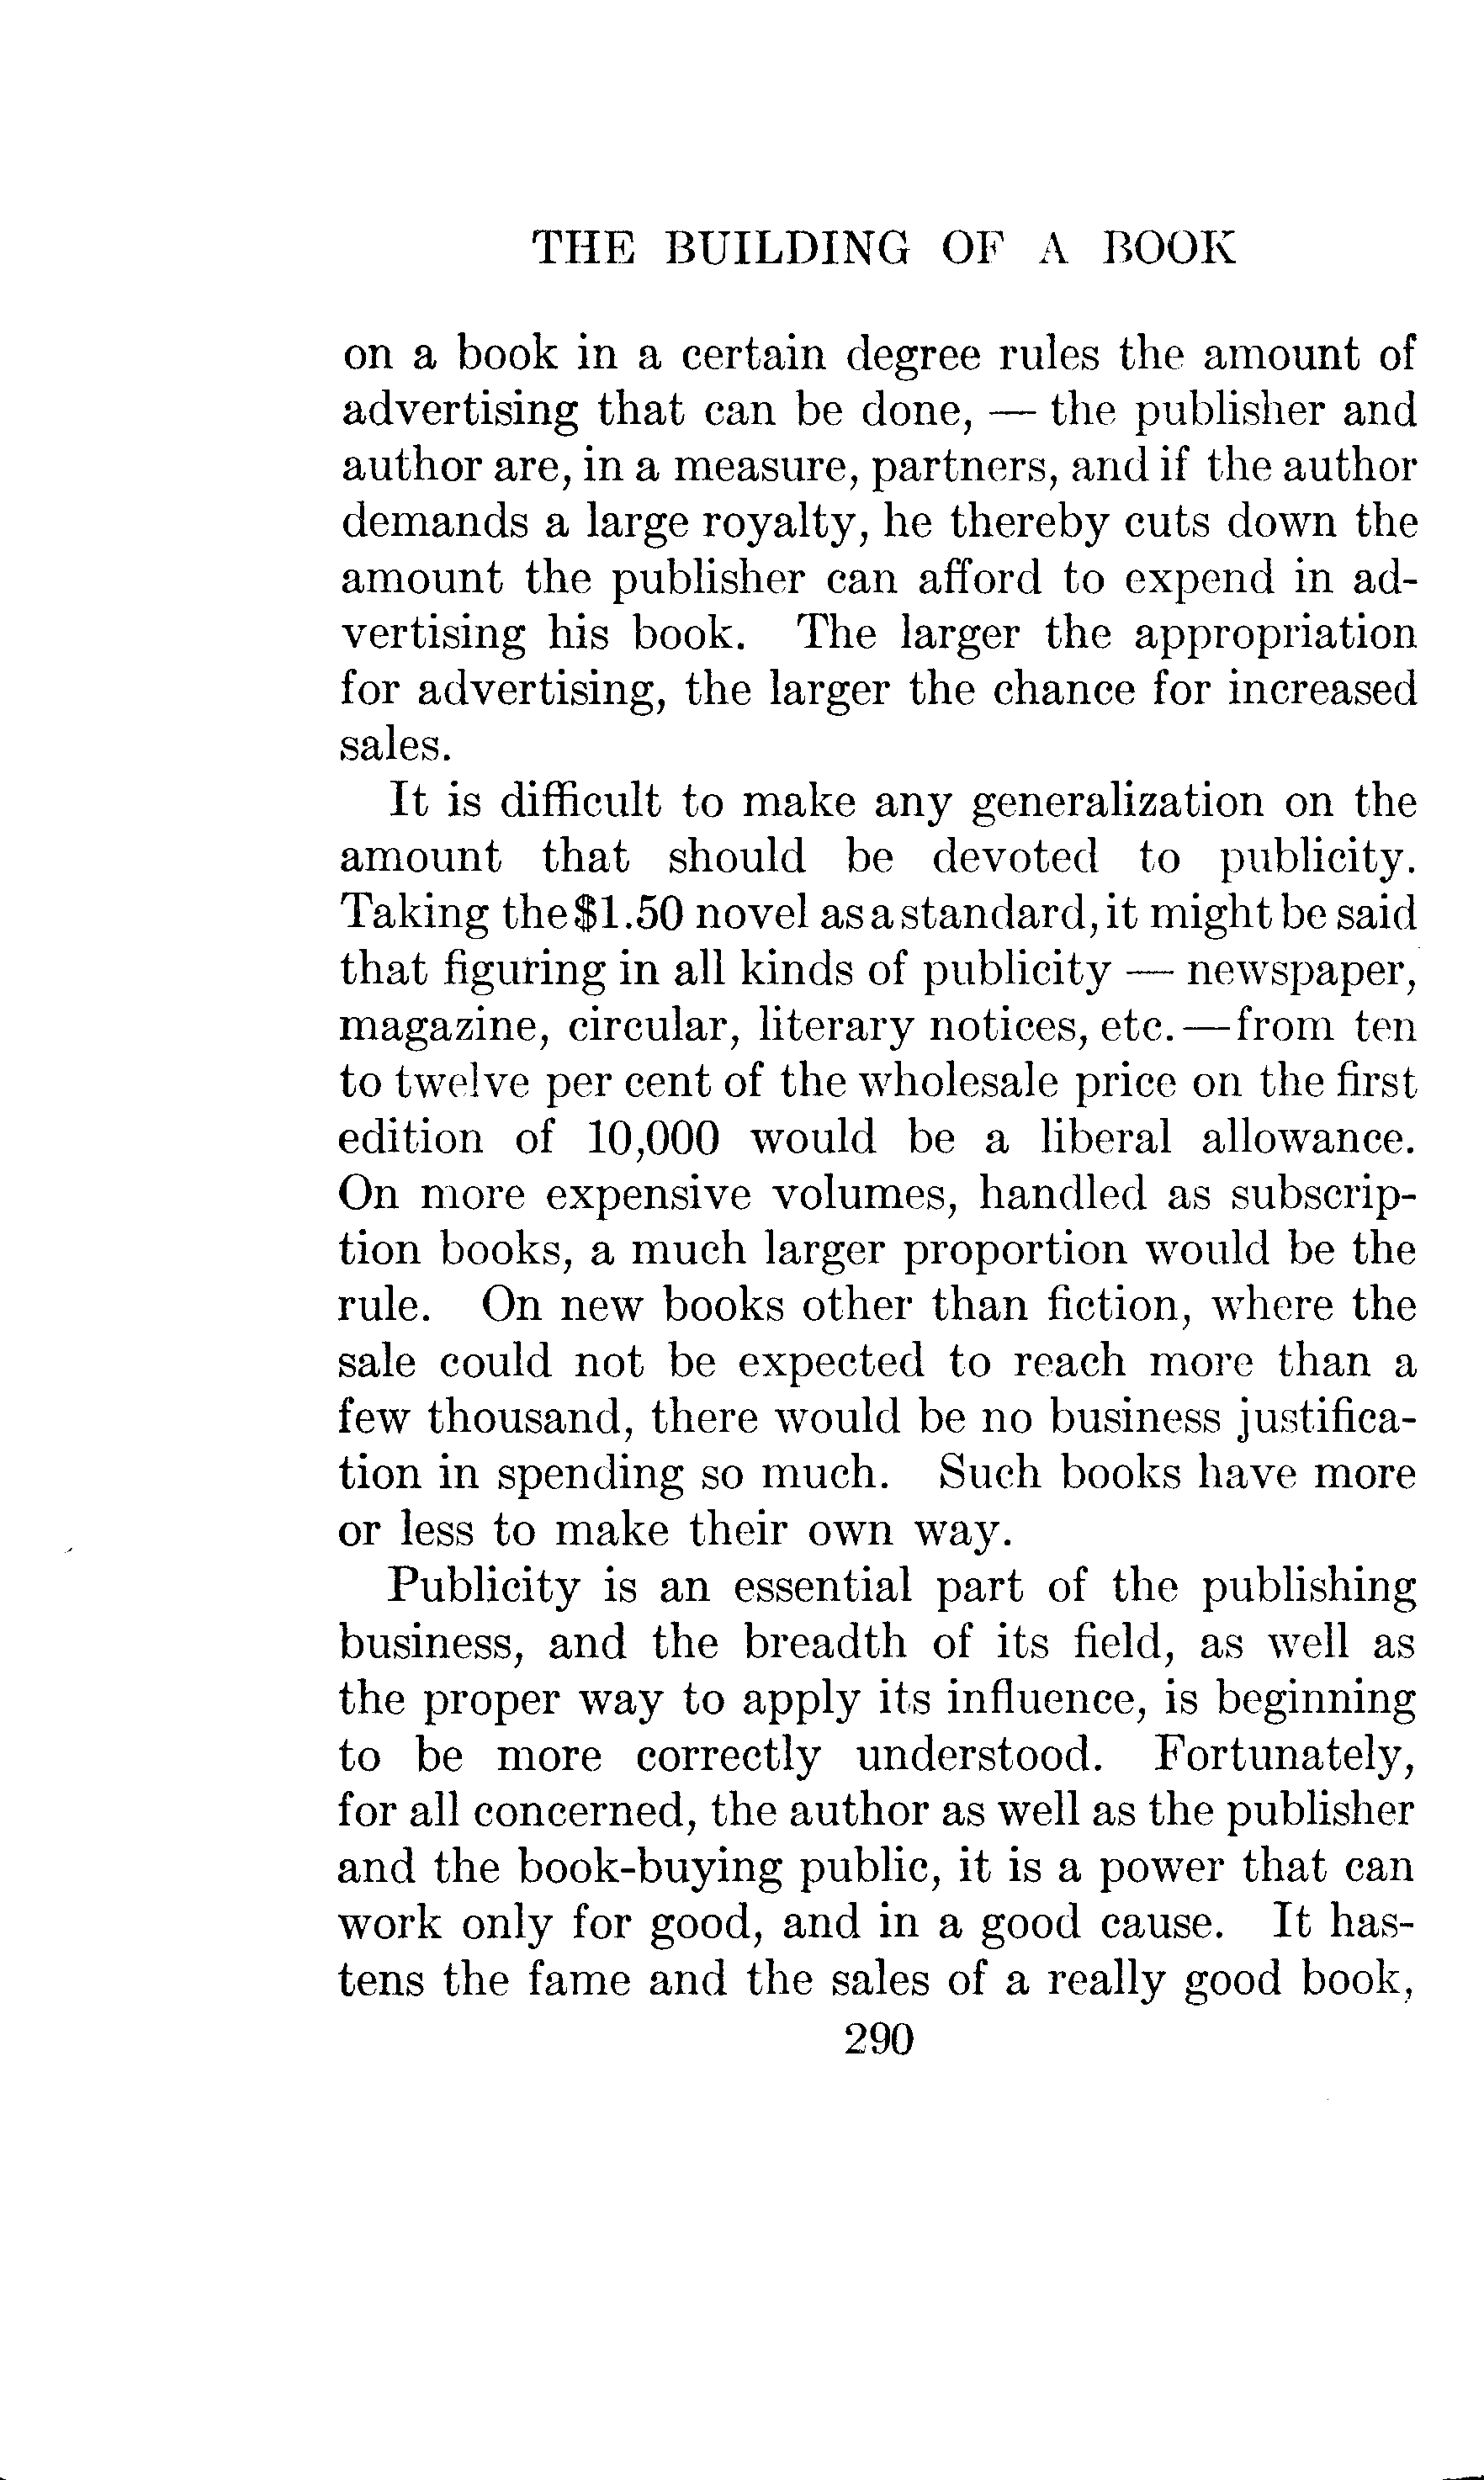 THE BUILDING OF A BOOK
on a book in a certain degree rules the amount of
advertising that can be done, — the publisher and
author are, in a measure, partners, and if the author
demands a large royalty, he thereby cuts down the
amount the publisher can afford to expend in ad-
vertising his book. The larger the appropriation
for advertising, the larger the chance for increased
sales.
It is difficult to make any generalization on the
amount that should be devoted to publicity.
Taking the $1.50 novel as a standard, it might be said
that figuring in all kinds of publicity — newspaper,
magazine, circular, literary notices, etc. — from ten
to twelve per cent of the wholesale price on the first
edition of 10,000 would be a liberal allowance.
On more expensive volumes, handled as subscrip-
tion books, a much larger proportion would be the
rule. On new books other than fiction, where the
sale could not be expected to reach more than a
few thousand, there would be no business justifica-
tion in spending so much. Such books have more
or less to make their own way.
Publicity is an essential part of the publishing
business, and the breadth of its field, as well as
the proper way to apply its influence, is beginning
to be more correctly understood. Fortunately,
for all concerned, the author as well as the publisher
and the book-buying public, it is a power that can
work only for good, and in a good cause. It has-
tens the fame and the sales of a really good book,
290